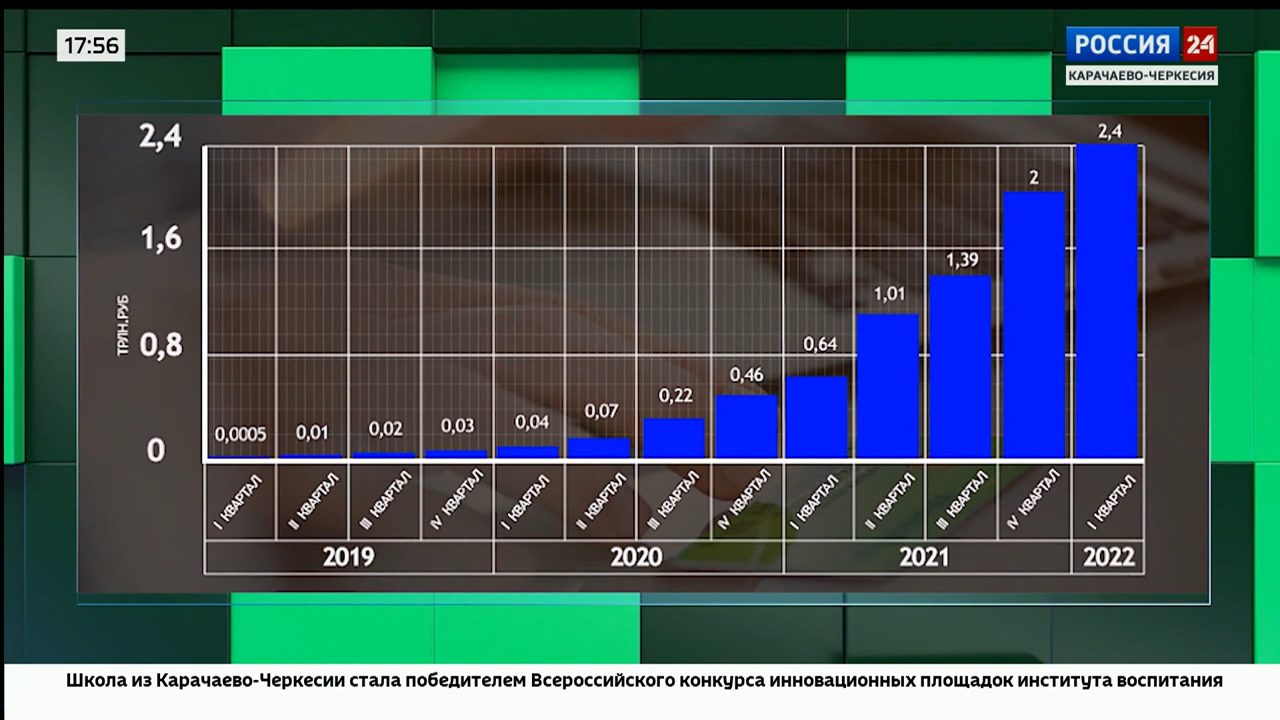 17:56
РОССИЯ 24
КАРАЧАЕВО-ЧЕРКЕСИЯ
2,4
1,6
0,8
0
ТРЛН.РУБ
0,0005
0,01
0,02
0,03
0,04
0,07
0,22
0,46
0,64
1,01
1,39
2
2,4
I КВАРТАЛ
II КВАРТАЛ
III КВАРТАЛ
IV КВАРТАЛ
I КВАРТАЛ
II КВАРТАЛ
III КВАРТАЛ
IV КВАРТАЛ
I КВАРТАЛ
II КВАРТАЛ
III КВАРТАЛ
IV КВАРТАЛ
I КВАРТАЛ
2019
2020
2021
2022
Школа из Карачаево-Черкесии стала победителем Всероссийского конкурса инновационных площадок института воспитания